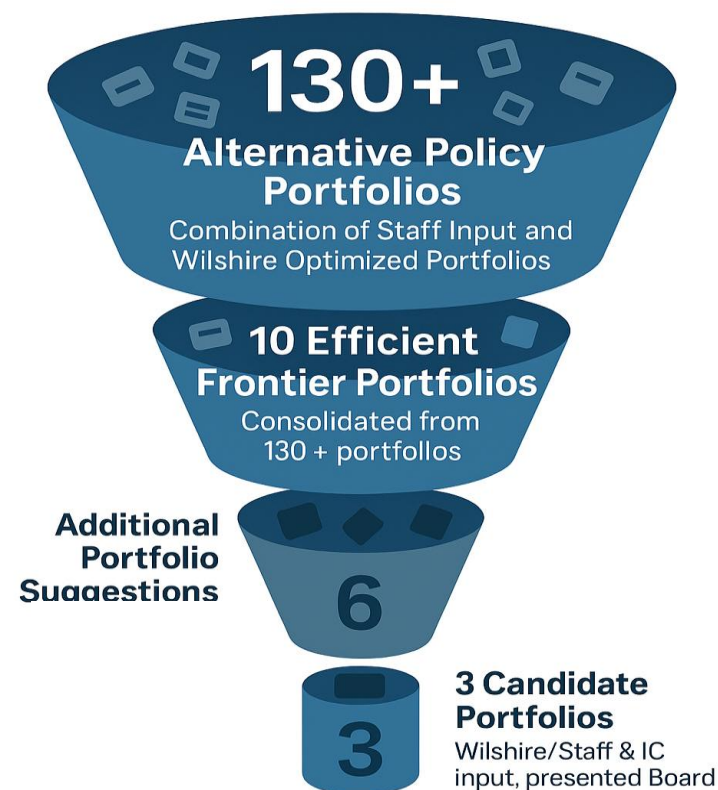 130+
Alternative Policy
Portfolios
Combination of Staff Input and
Wilshire Optimized Portfolios
10 Efficient
Frontier Portfolios
Consolidated from
130 + portfollos
Additional
Portfolio
Suggestions
6
3
3 Candidate
Portfolios
Wilshire/Staff & IC
input, presented Board